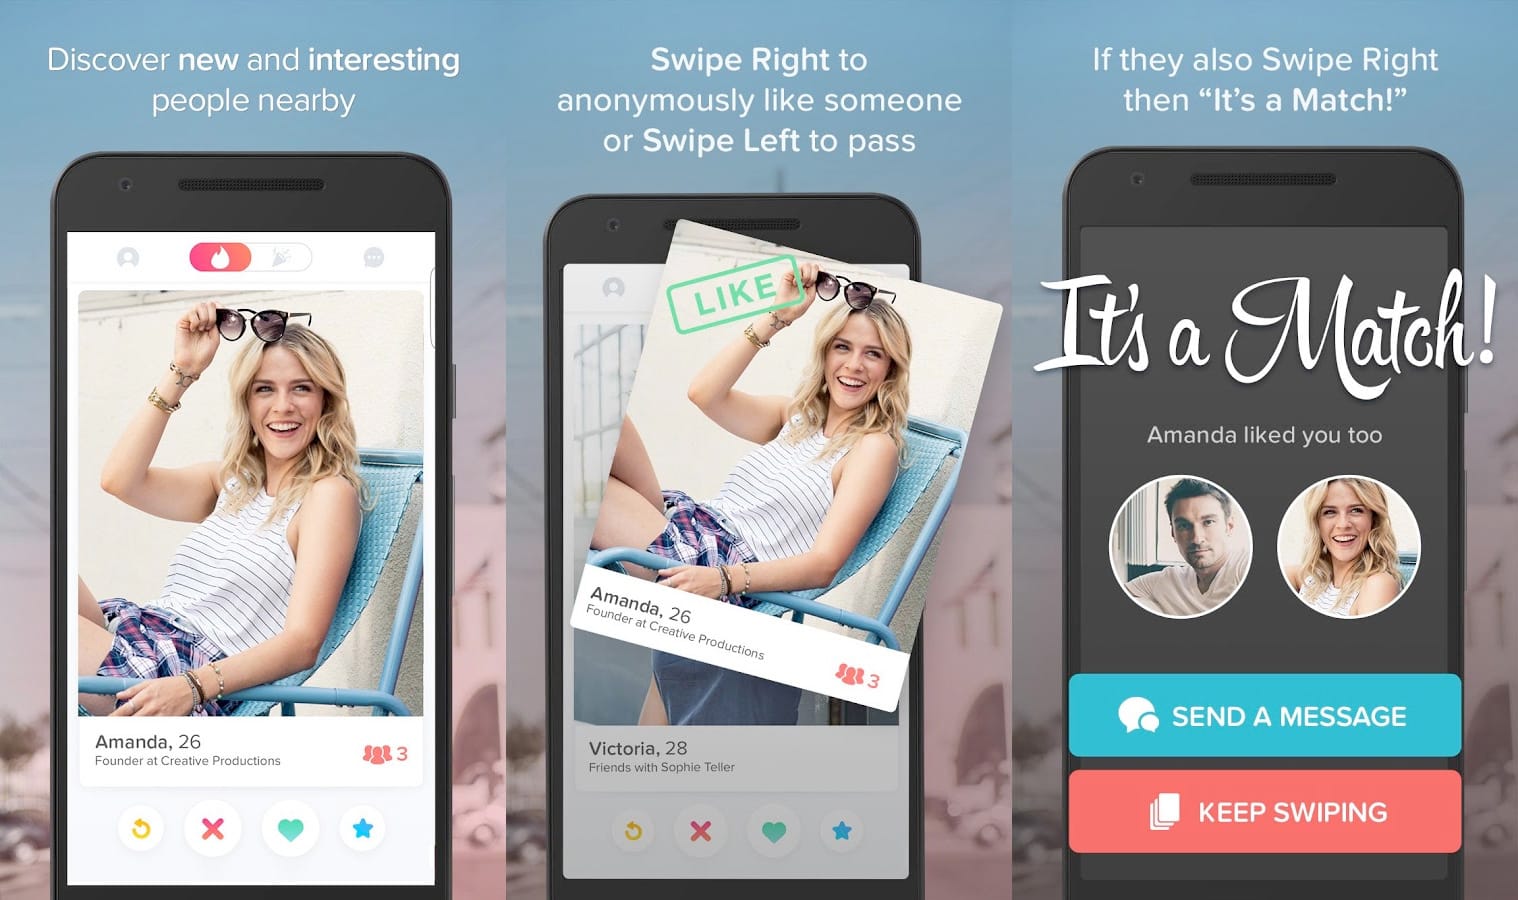 Discover new and interesting
people nearby
Amanda, 26
Founder at Creative Productions
3
Swipe Right to
anonymously like someone
or Swipe Left to pass
LIKE
Amanda, 26
Founder at Creative Productions
3
Victoria, 28
Friends with Sophie Teller
If they also Swipe Right
then “It’s a Match!”
It's a Match!
Amanda liked you too
SEND A MESSAGE
KEEP SWIPING